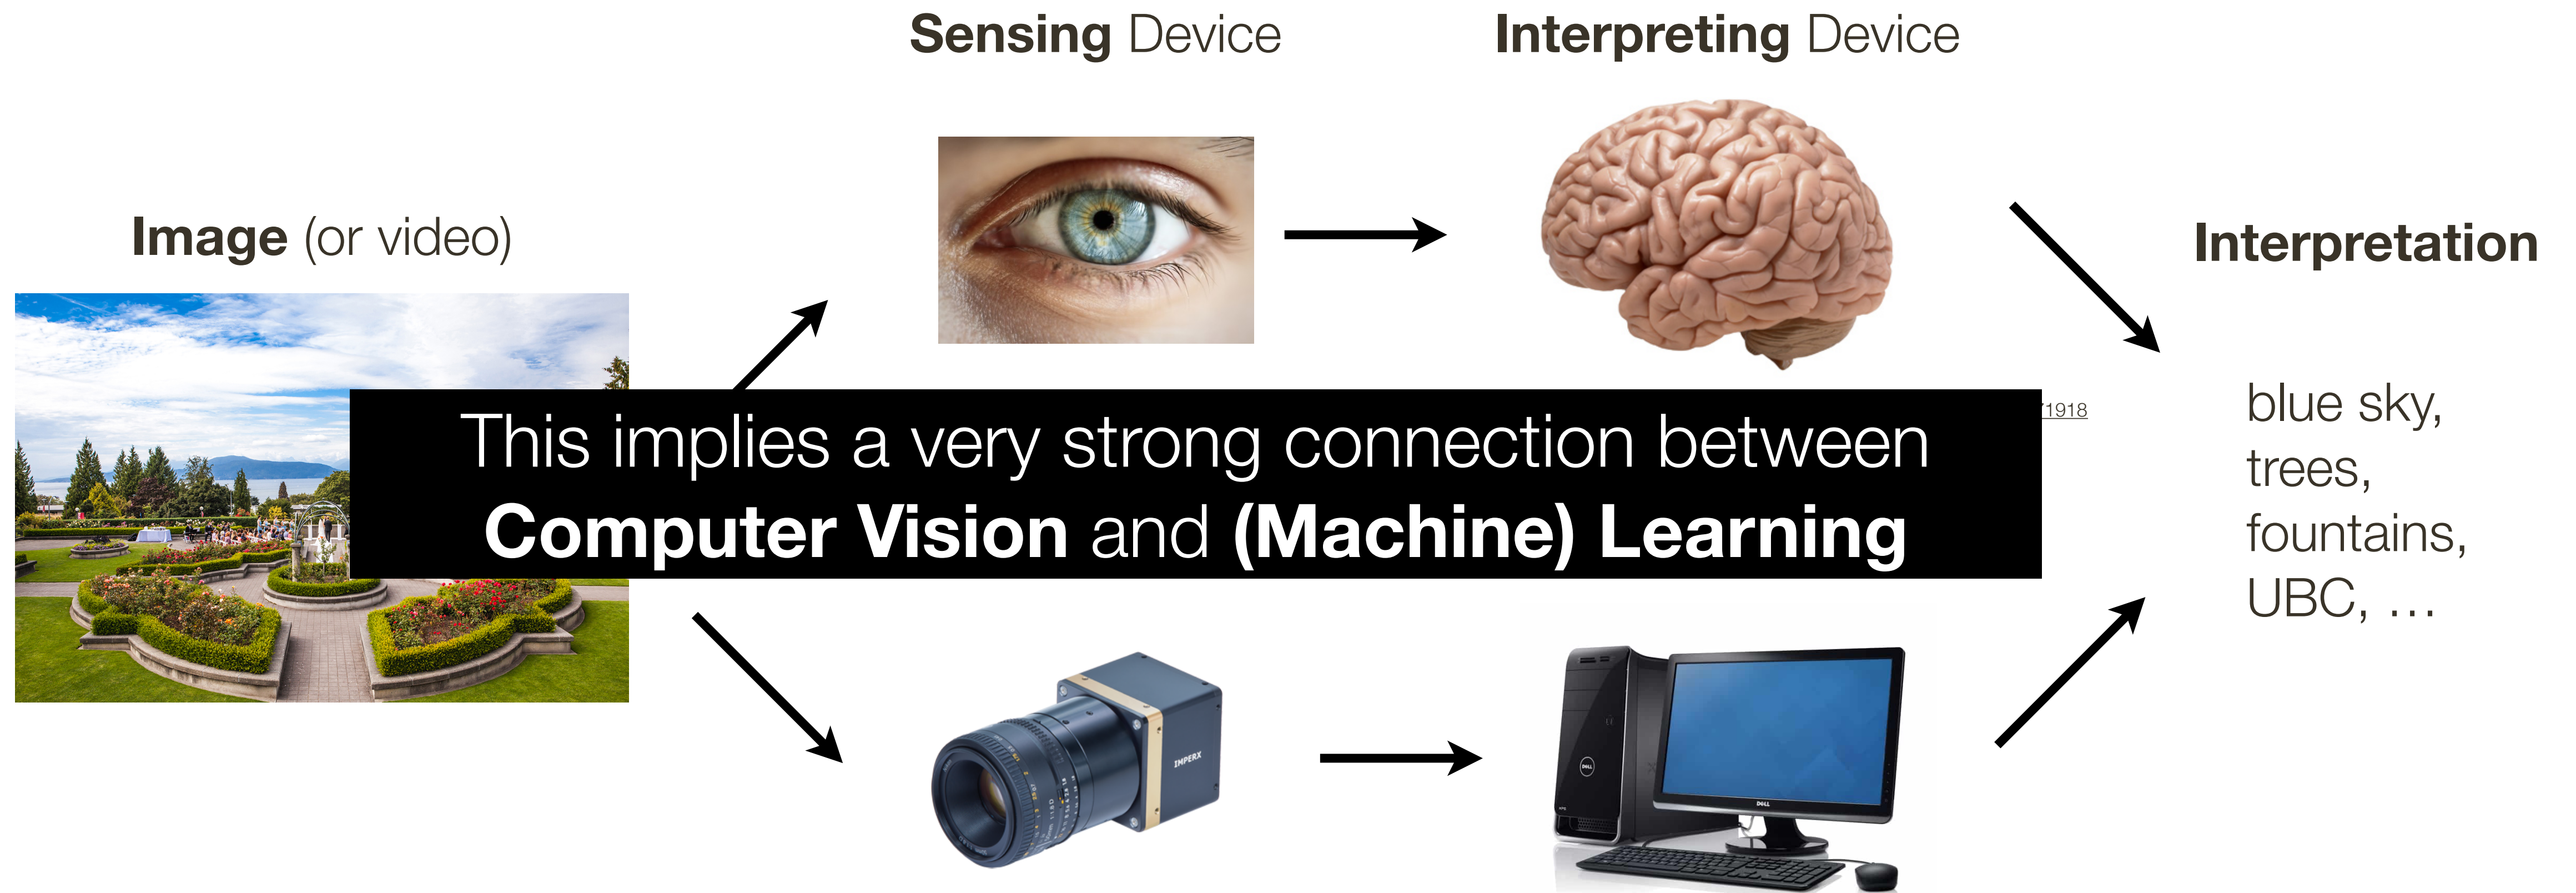 Sensing Device
Interpreting Device
Image (or video)
Interpretation
1918
This implies a very strong connection between
Computer Vision and (Machine) Learning
blue sky,
trees,
fountains,
UBC, …
IMPERX
DELL
DELL